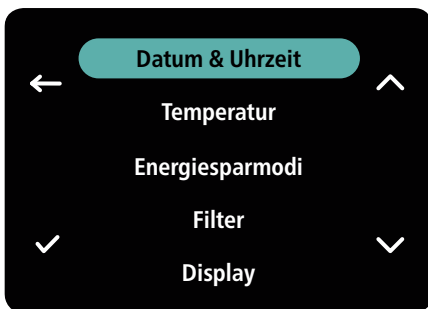 Datum & Uhrzeit
Temperatur
Energiesparmodi
Filter
Display